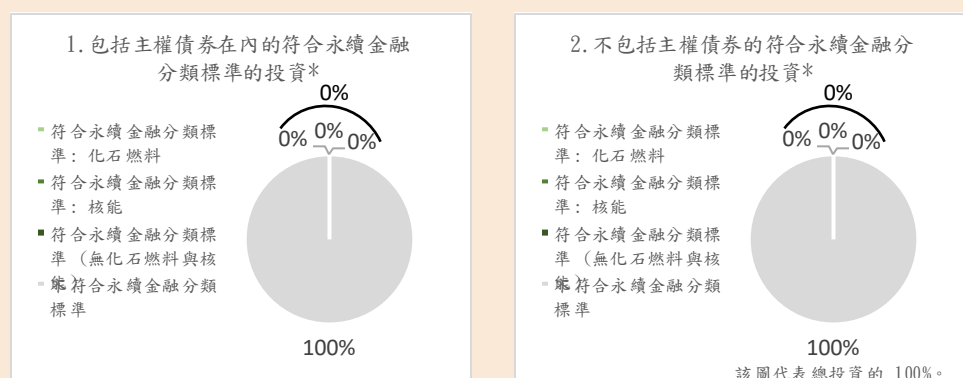 1.包括主權債券在內的符合永續金融
分類標準的投資*
0%
0%
0%
0%
符合永續金融分類標
準：化石燃料
符合永續金融分類標
準：核能
符合永續金融分類標
準（無化石燃料與核
能）
不符合永續金融分類
標準
100%
2.不包括主權債券的符合永續金融分
類標準的投資*
0%
0%
0%
0%
符合永續金融分類標
準：化石燃料
符合永續金融分類標
準：核能
符合永續金融分類標
準（無化石燃料與核
能）
不符合永續金融分類
標準
100%
該圖代表總投資的 100%。